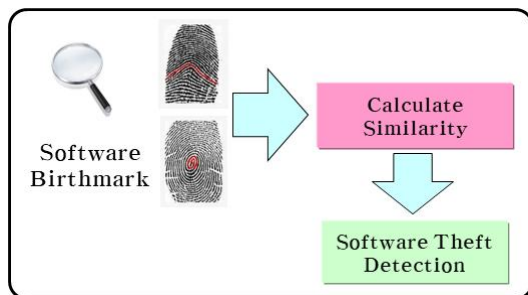 Software
Birthmark
Calculate
Similarity
Software Theft
Detection